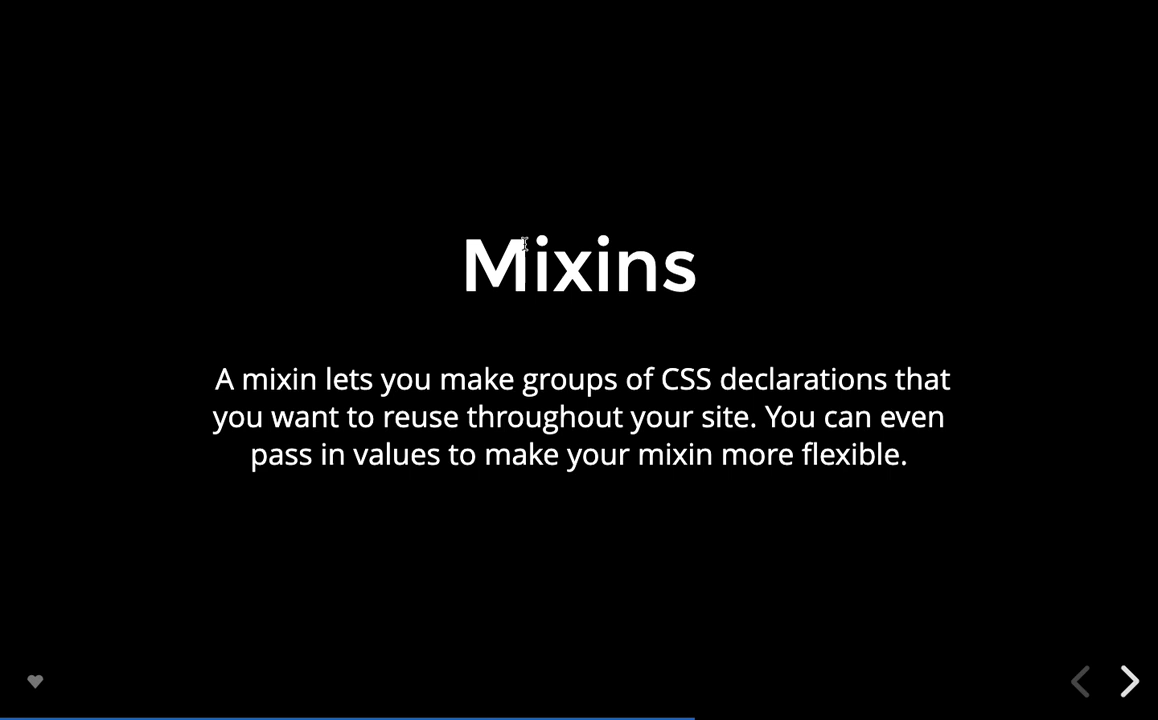 Mixins
A mixin lets you make groups of CSS declarations that
you want to reuse throughout your site. You can even
pass in values to make your mixin more flexible.